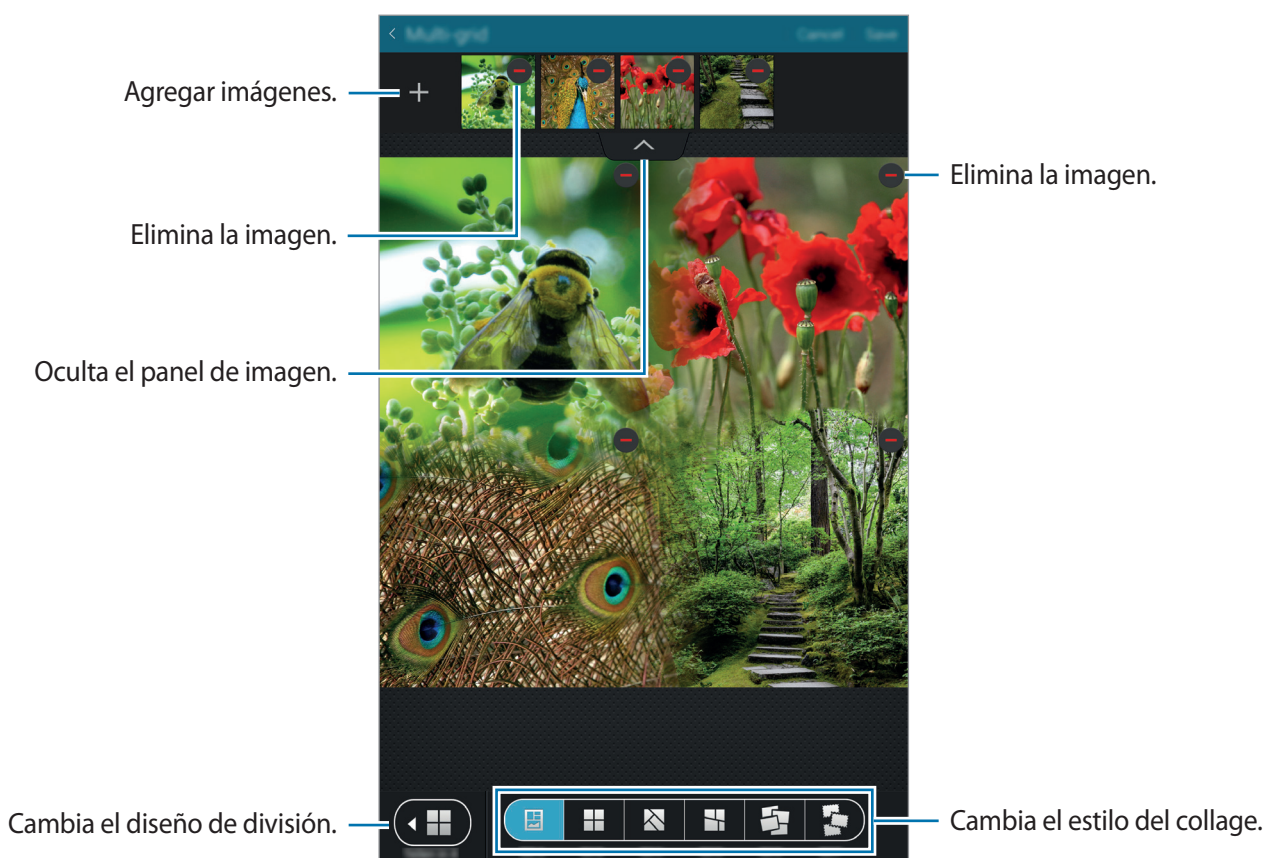 Multi-grid
Cancel Save
Agregar imágenes.
Elimina la imagen.
Elimina la imagen.
Oculta el panel de imagen.
Cambia el diseño de división.
Cambia el estilo del collage.